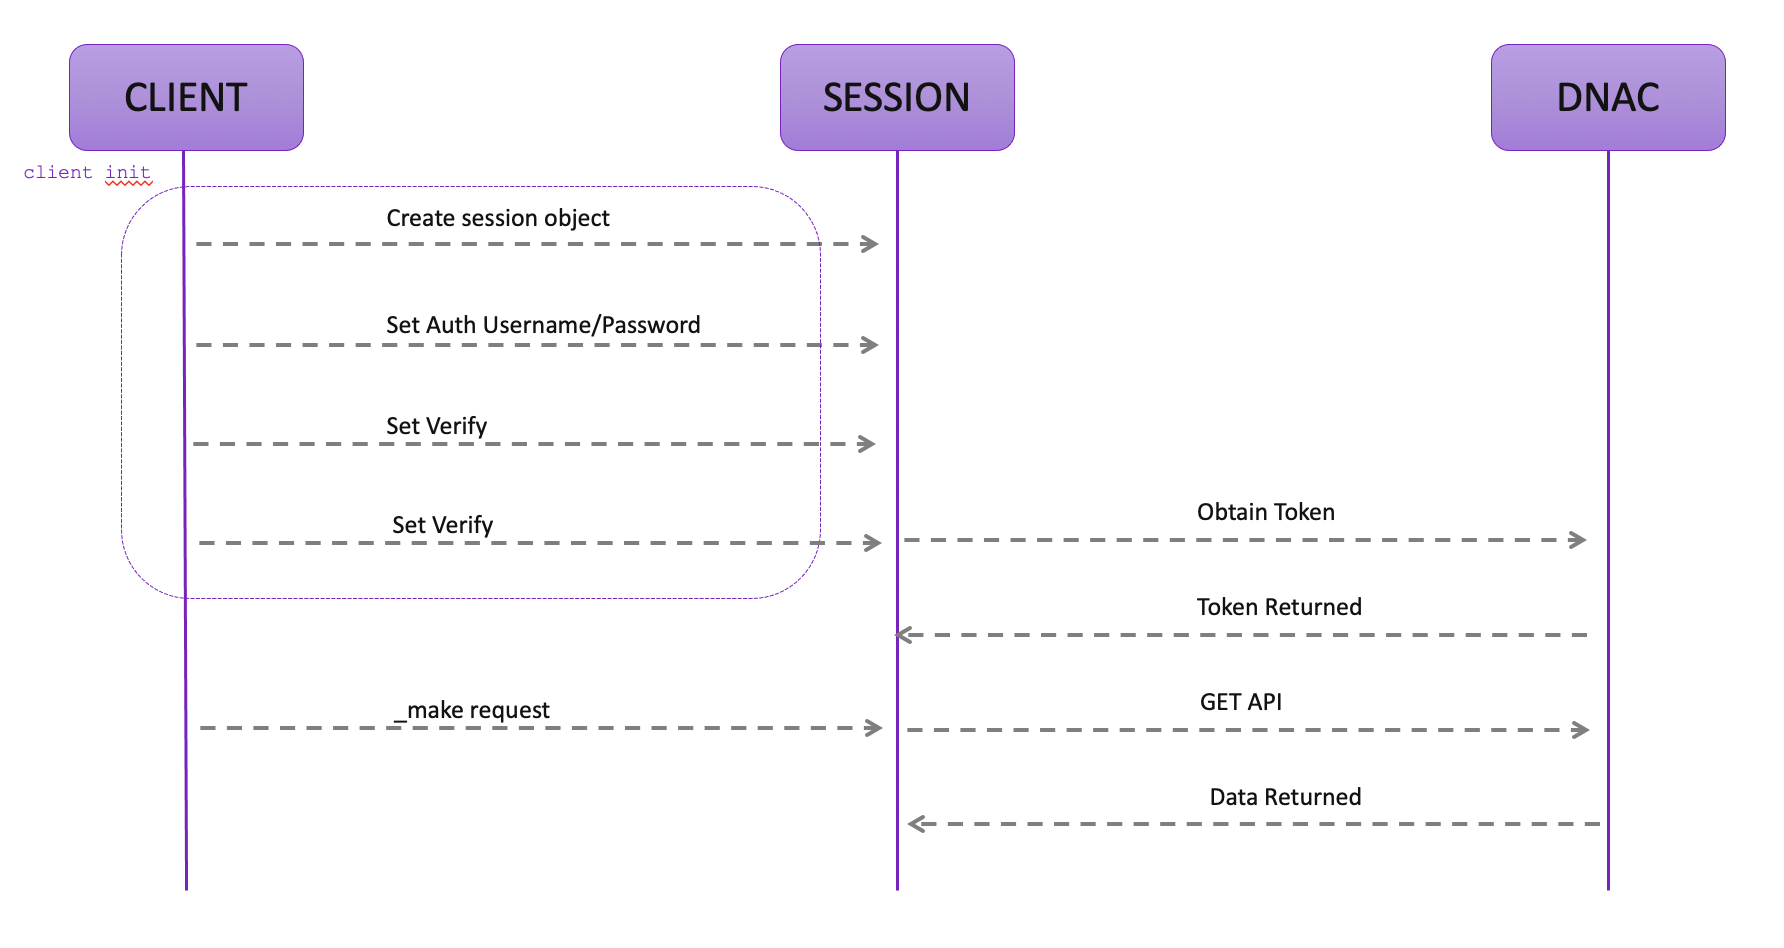 CLIENT
SESSION
DNAC
client init
Create session object
Set Auth Username/Password
Set Verify
Set Verify
Obtain Token
Token Returned
_make request
GET API
Data Returned